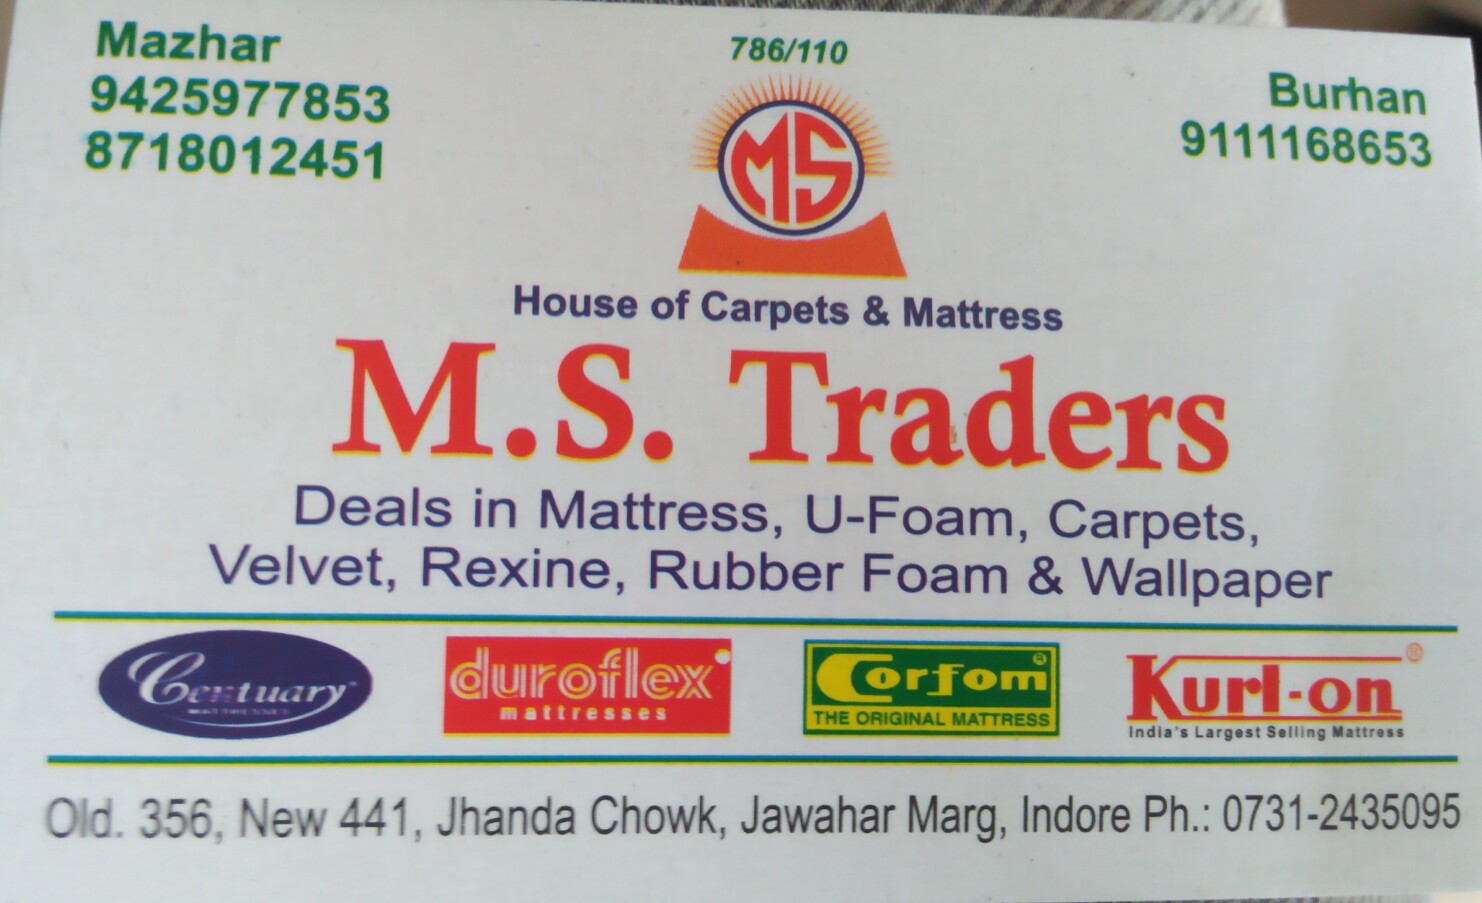 Mazhar
9425977853
8718012451
786/110
Burhan
9111168653
MS
House of Carpets & Mattress
M.S. Traders
Deals in Mattress, U-Foam, Carpets,
Velvet, Rexine, Rubber Foam & Wallpaper
Centuary
duroflex
mattresses
Corfom®
THE ORIGINAL MATTRESS
Kurl-on®
India's Largest Selling Mattress
Old. 356, New 441, Jhanda Chowk, Jawahar Marg, Indore Ph.: 0731-2435095